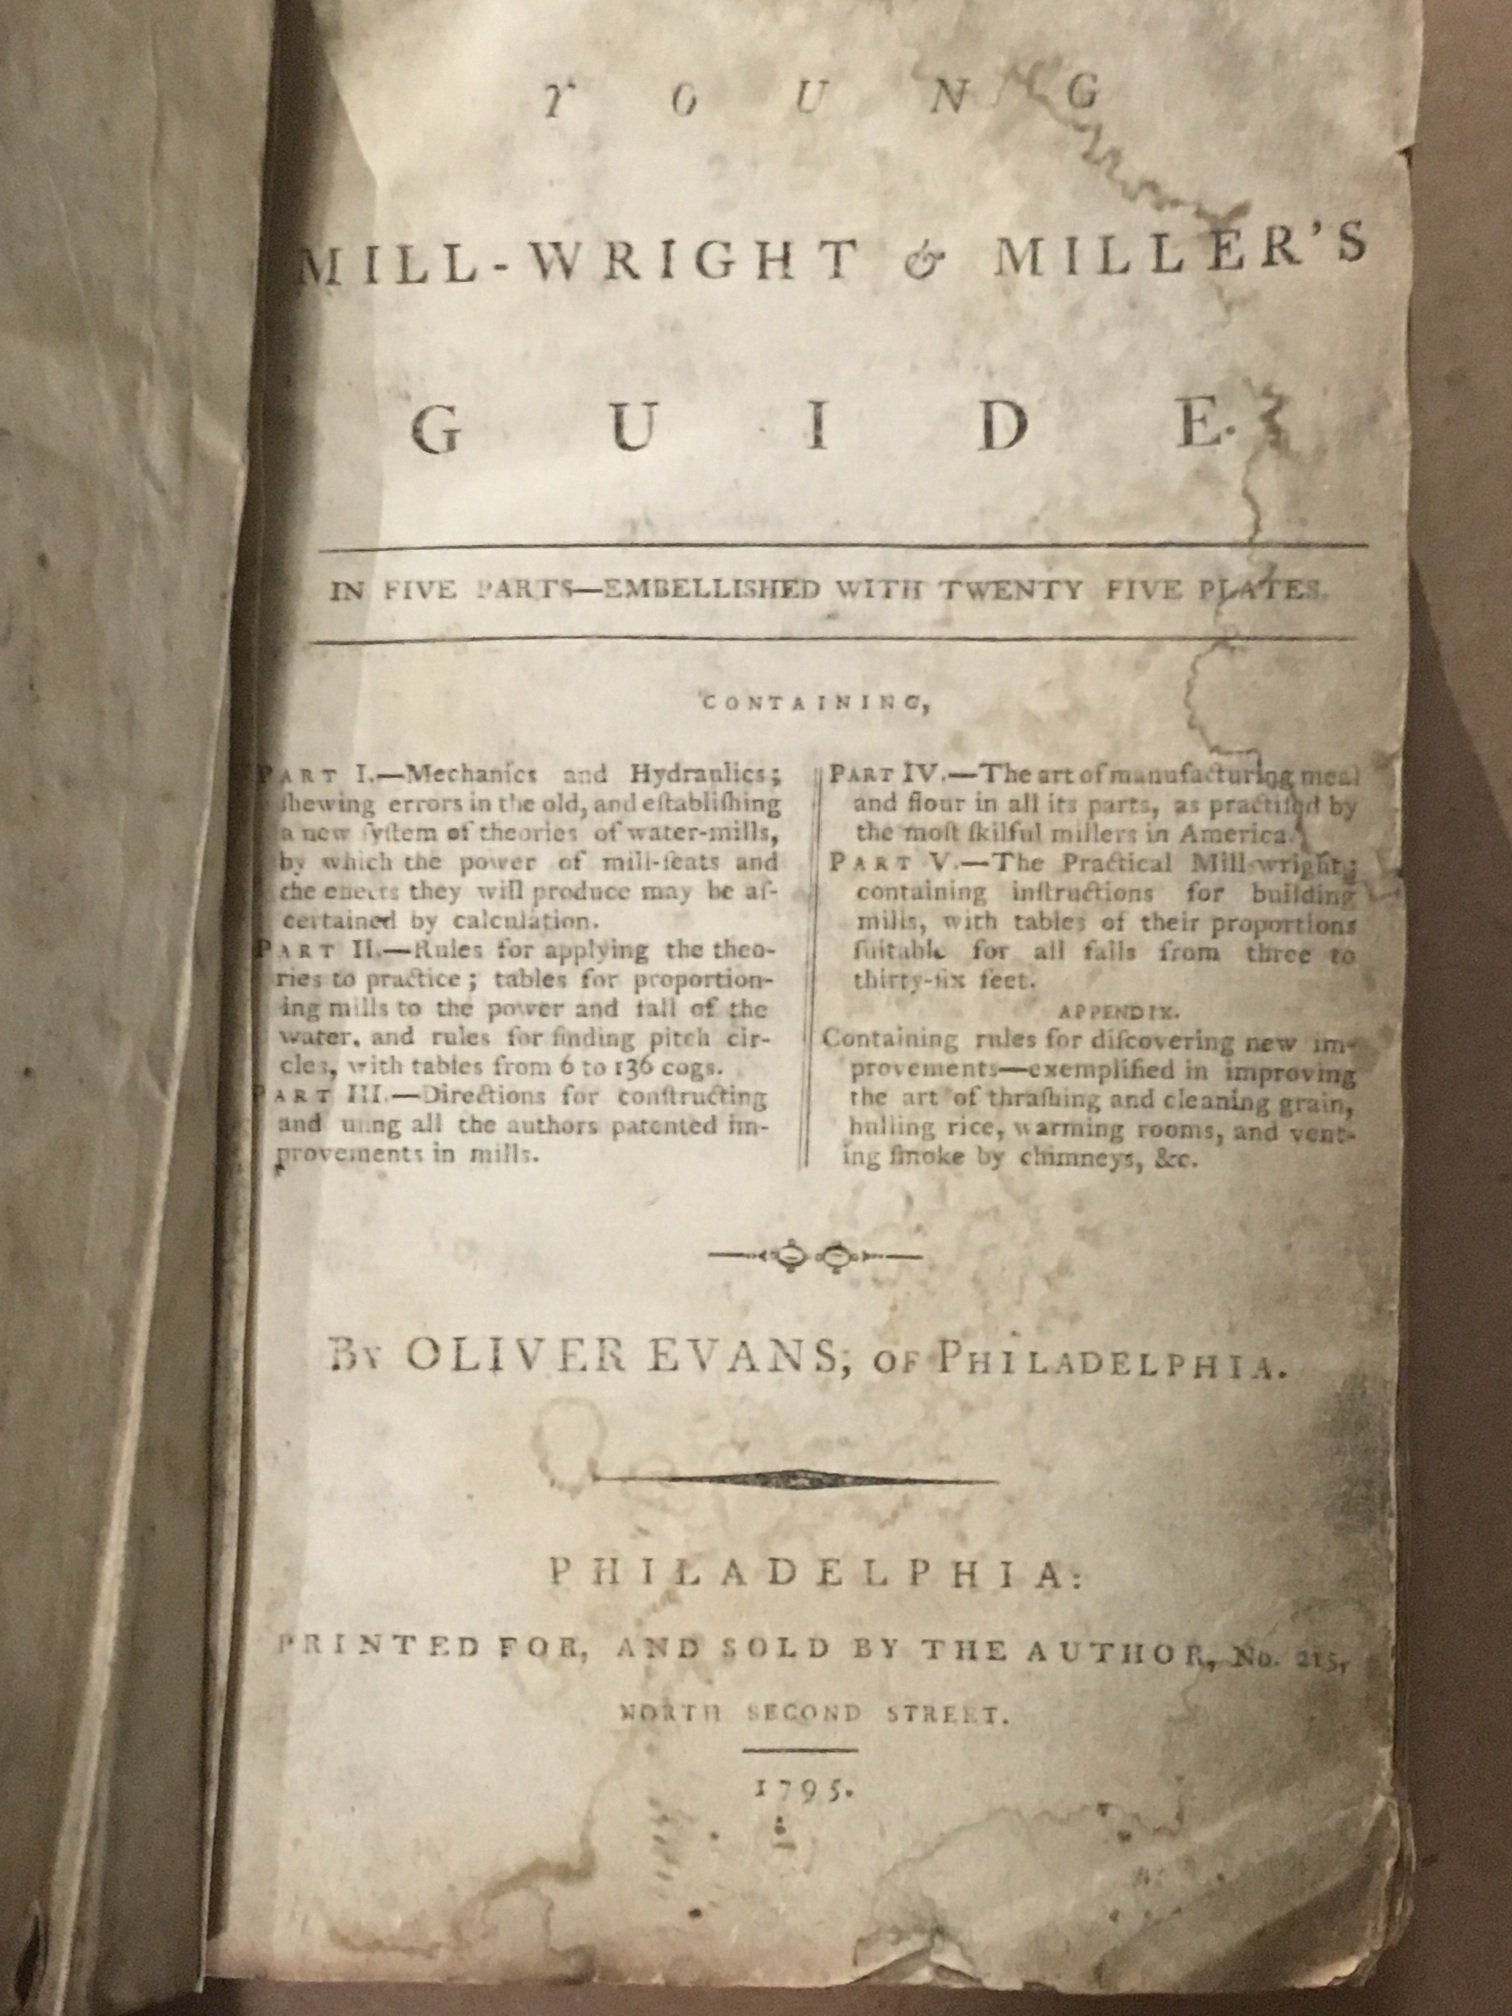 YOUNG
MILL-WRIGHT & MILLER'S
GUIDE.
IN FIVE PARTS—EMBELLISHED WITH TWENTY FIVE PLATES.
CONTAINING,
PART I.—Mechanics and Hydraulics;
ſhewing errors in the old, and eſtabliſhing
a new ſyſtem of theories of water-mills,
by which the power of mill-ſeats and
the effects they will produce may be aſ-
certained by calculation.
PART II.—Rules for applying the theo-
ries to practice; tables for proportion-
ing mills to the power and fall of the
water, and rules for finding pitch cir-
cles, with tables from 6 to 136 cogs.
PART III.—Directions for conſtructing
and uſing all the authors patented im-
provements in mills.
PART IV.—The art of manufacturing meal
and flour in all its parts, as practiſed by
the moſt ſkilful millers in America.
PART V.—The Practical Mill-wright;
containing inſtructions for building
mills, with tables of their proportions
ſuitable for all falls from three to
thirty-ſix feet.
APPENDIX.
Containing rules for diſcovering new im-
provements—exemplified in improving
the art of thraſhing and cleaning grain,
hulling rice, warming rooms, and vent-
ing ſmoke by chimneys, &c.
By OLIVER EVANS, of Philadelphia.
PHILADELPHIA:
PRINTED FOR, AND SOLD BY THE AUTHOR, No. 215,
NORTH SECOND STREET.
1795.